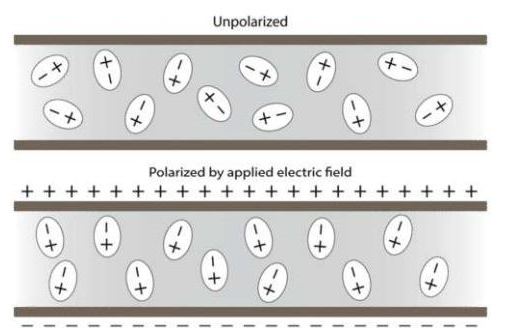 Unpolarized
Polarized by applied electric field
+ + + + + + + + + + + + + + + + + + + + +
− − − − − − − − − − − − − − − − − − − − − −